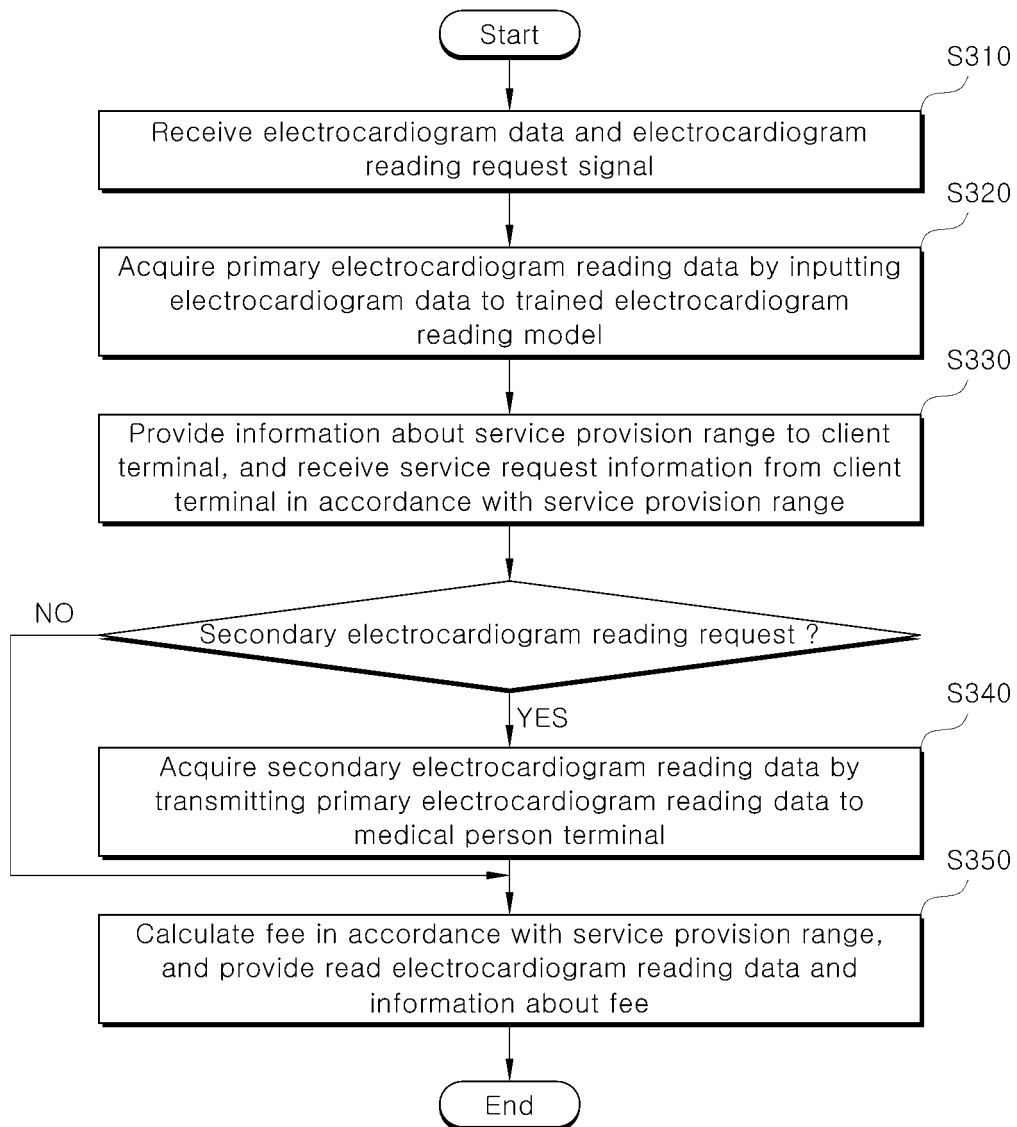 Start
S310
Receive electrocardiogram data and electrocardiogram
reading request signal
S320
Acquire primary electrocardiogram reading data by inputting
electrocardiogram data to trained electrocardiogram
reading model
S330
Provide information about service provision range to client
terminal, and receive service request information from client
terminal in accordance with service provision range
NO
Secondary electrocardiogram reading request ?
YES
S340
Acquire secondary electrocardiogram reading data by
transmitting primary electrocardiogram reading data to
medical person terminal
S350
Calculate fee in accordance with service provision range,
and provide read electrocardiogram reading data and
information about fee
End